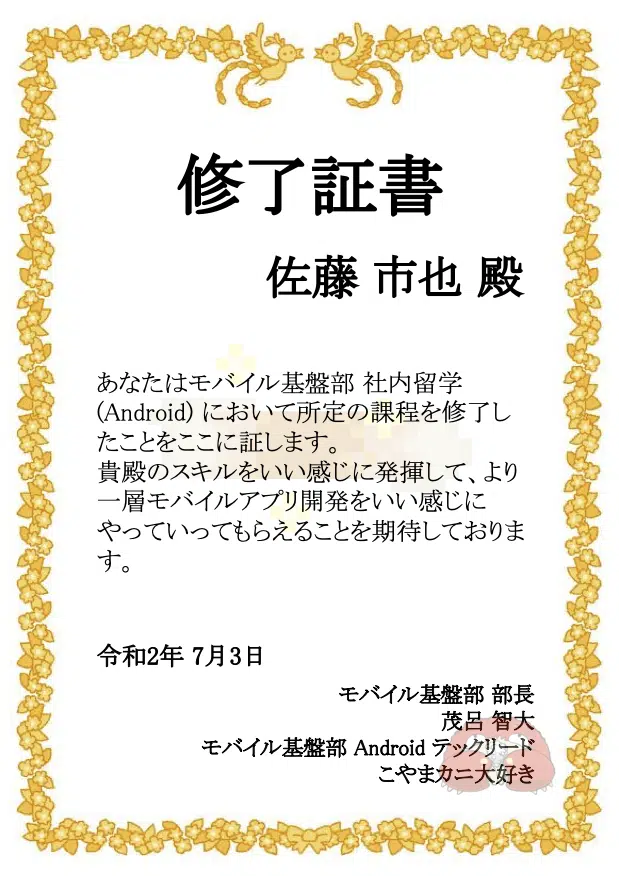 修了証書
佐藤 市也 殿
あなたはモバイル基盤部 社内留学
(Android) において所定の課程を修了し
たことをここに証します。
貴殿のスキルをいい感じに発揮して、より
一層モバイルアプリ開発をいい感じに
やっていってもらえることを期待しておりま
す。
令和2年 7月3日
モバイル基盤部 部長
茂呂 智大
モバイル基盤部 Android テックリード
こやまカニ大好き